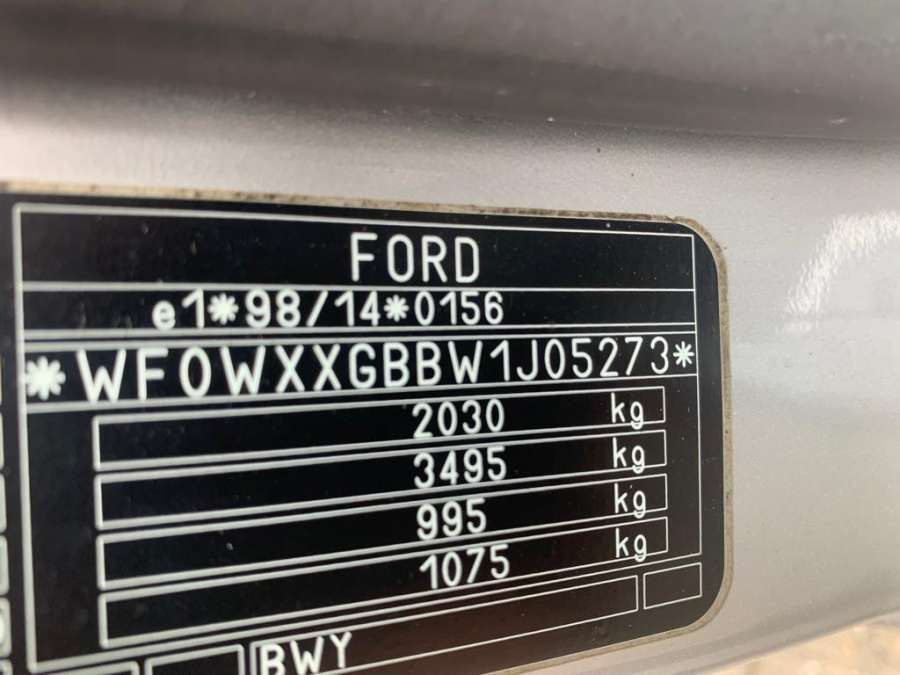 FORD
e1*98/14*0156
*WF0WXXGBBW1J05273*
2030 kg
3495 kg
995 kg
1075 kg
BWY